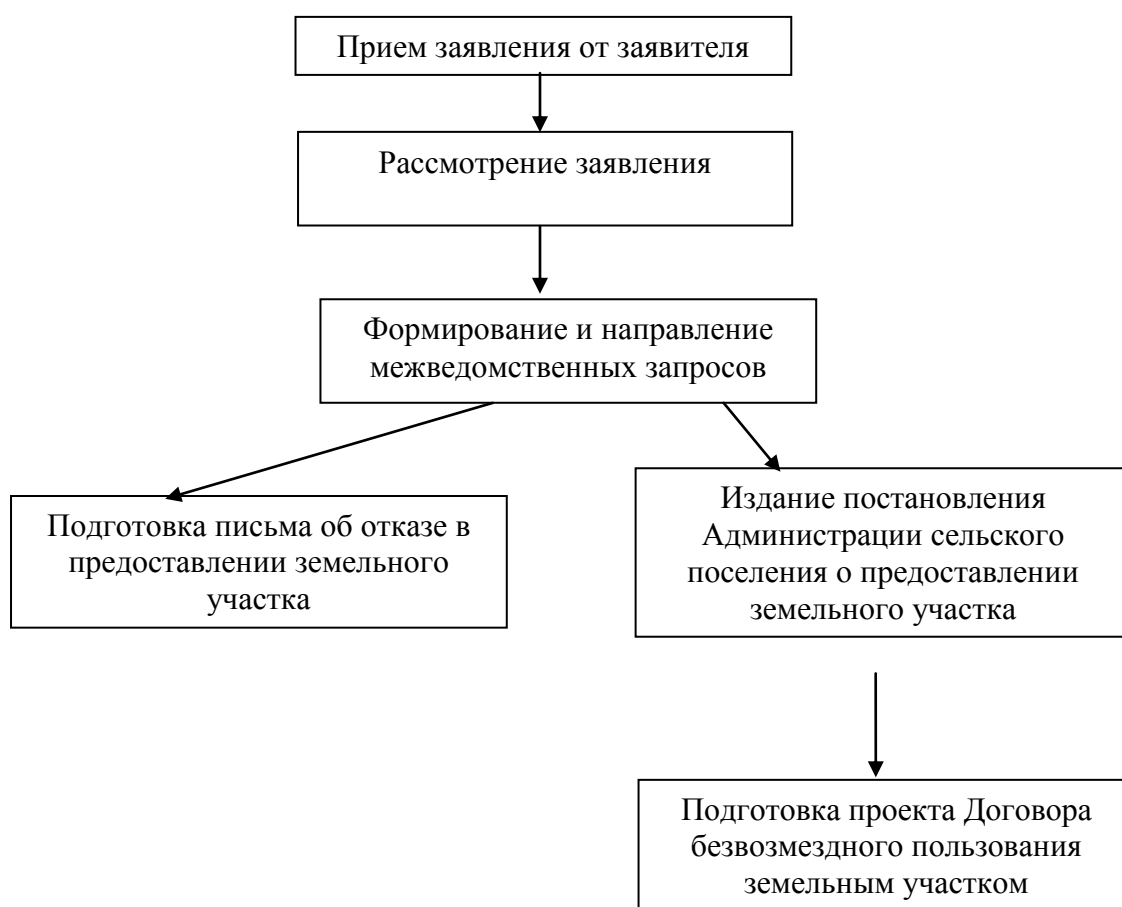 Прием заявления от заявителя
Рассмотрение заявления
Формирование и направление
межведомственных запросов
Подготовка письма об отказе в
предоставлении земельного
участка
Издание постановления
Администрации сельского
поселения о предоставлении
земельного участка
Подготовка проекта Договора
безвозмездного пользования
земельным участком